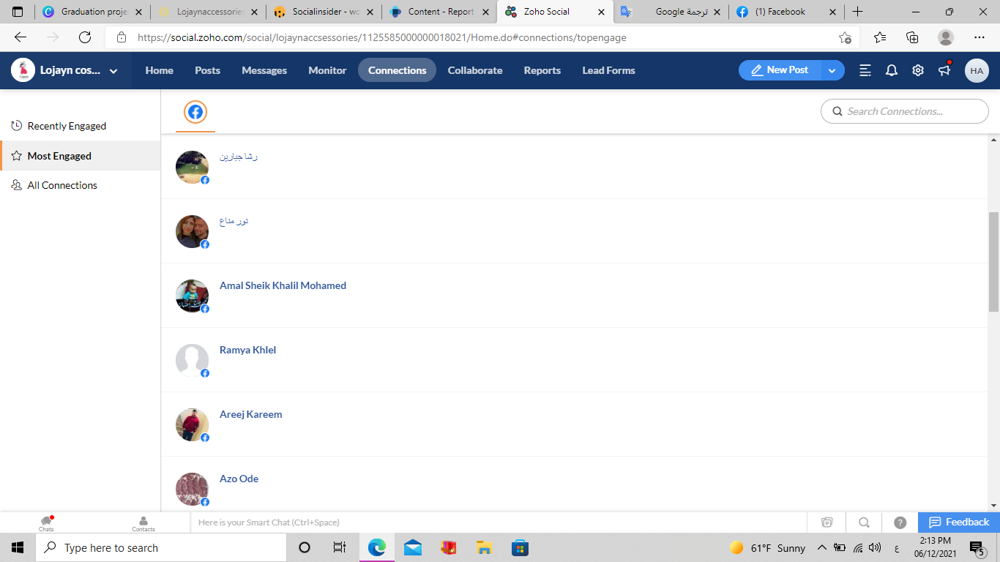 Graduation proje
Lojaynaccessories
Socialinsider - wo
Content - Report
Zoho Social
ترجمة Google
(1) Facebook
https://social.zoho.com/social/lojaynaccsessories/1125585000000018021/Home.do#connections/topengage
Lojayn cos...
Home
Posts
Messages
Monitor
Connections
Collaborate
Reports
Lead Forms
New Post
HA
Search Connections...
Recently Engaged
Most Engaged
All Connections
رشا جبارين
نور مناع
Amal Sheik Khalil Mohamed
Ramya Khlel
Areej Kareem
Azo Ode
Chats
Contacts
Here is your Smart Chat (Ctrl+Space)
Feedback
Type here to search
61°F Sunny
ع
2:13 PM
06/12/2021
5